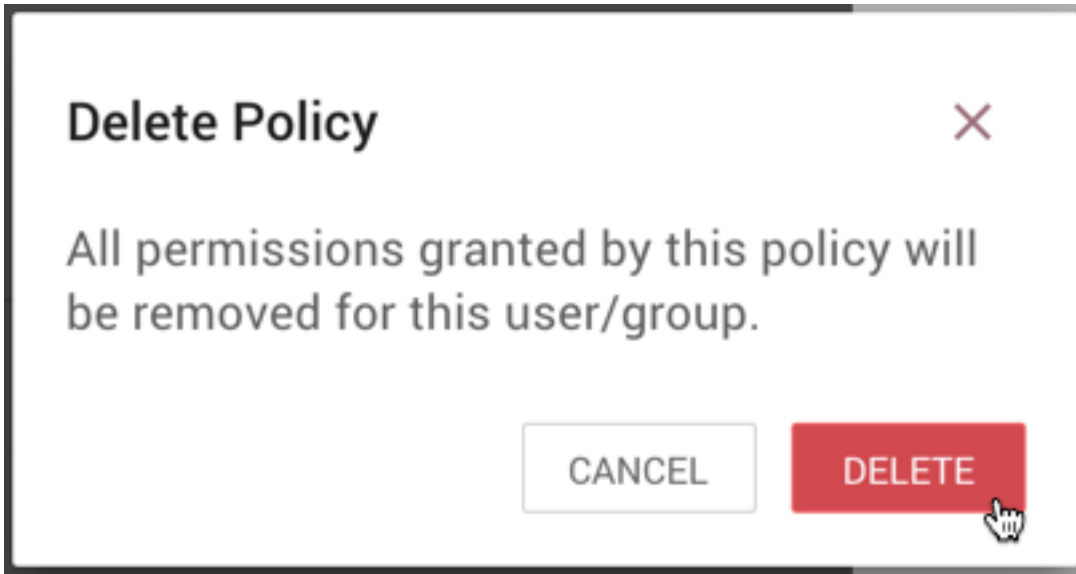 Delete Policy
All permissions granted by this policy will
be removed for this user/group.
CANCEL
DELETE